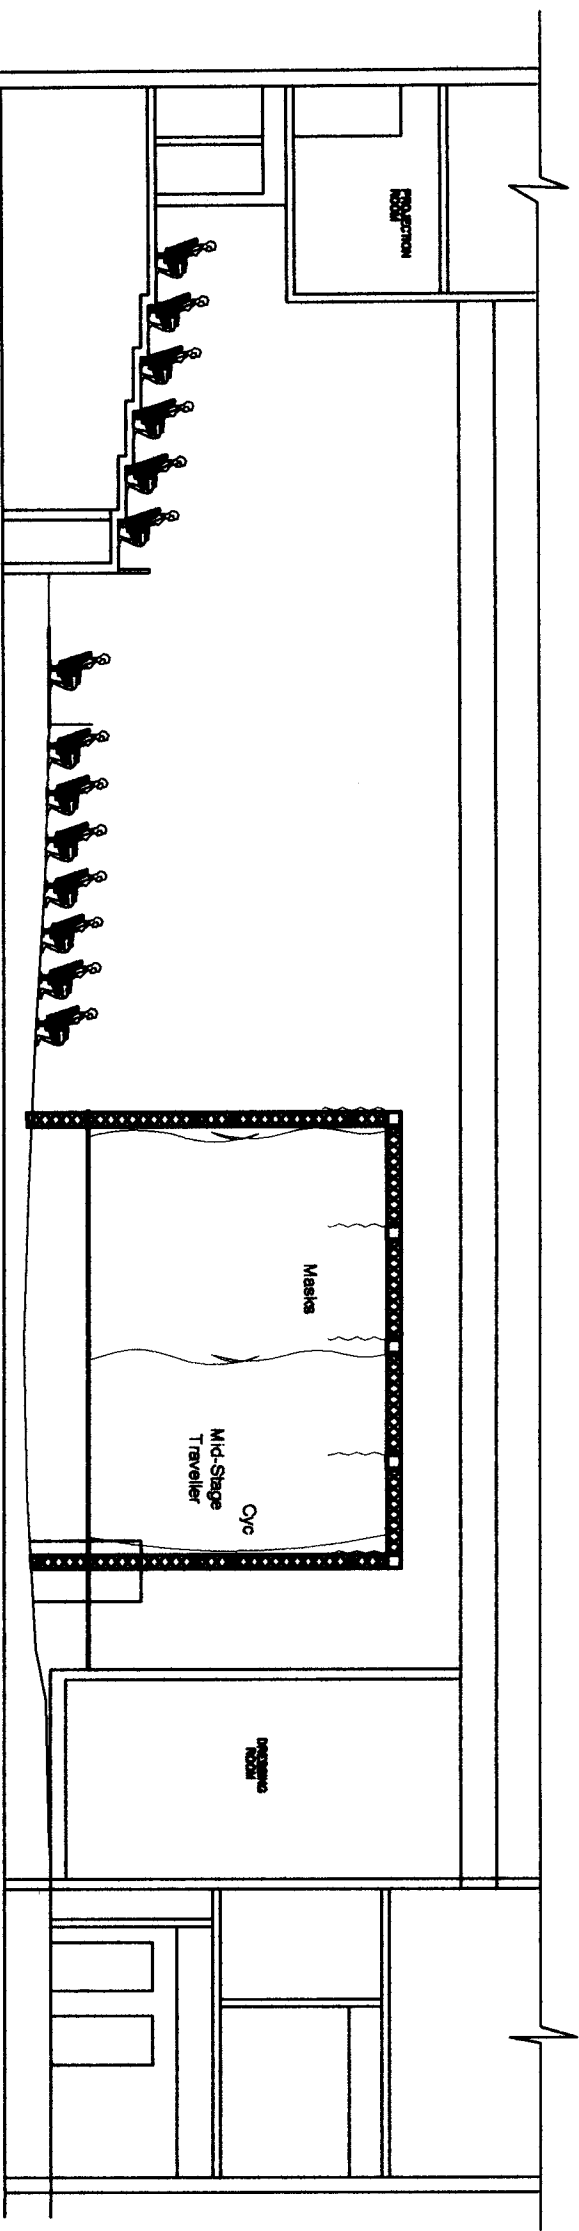 PROJECTION
ROOM
Masks
Mid-Stage
Traveller
Cyc
DRESSING
ROOM